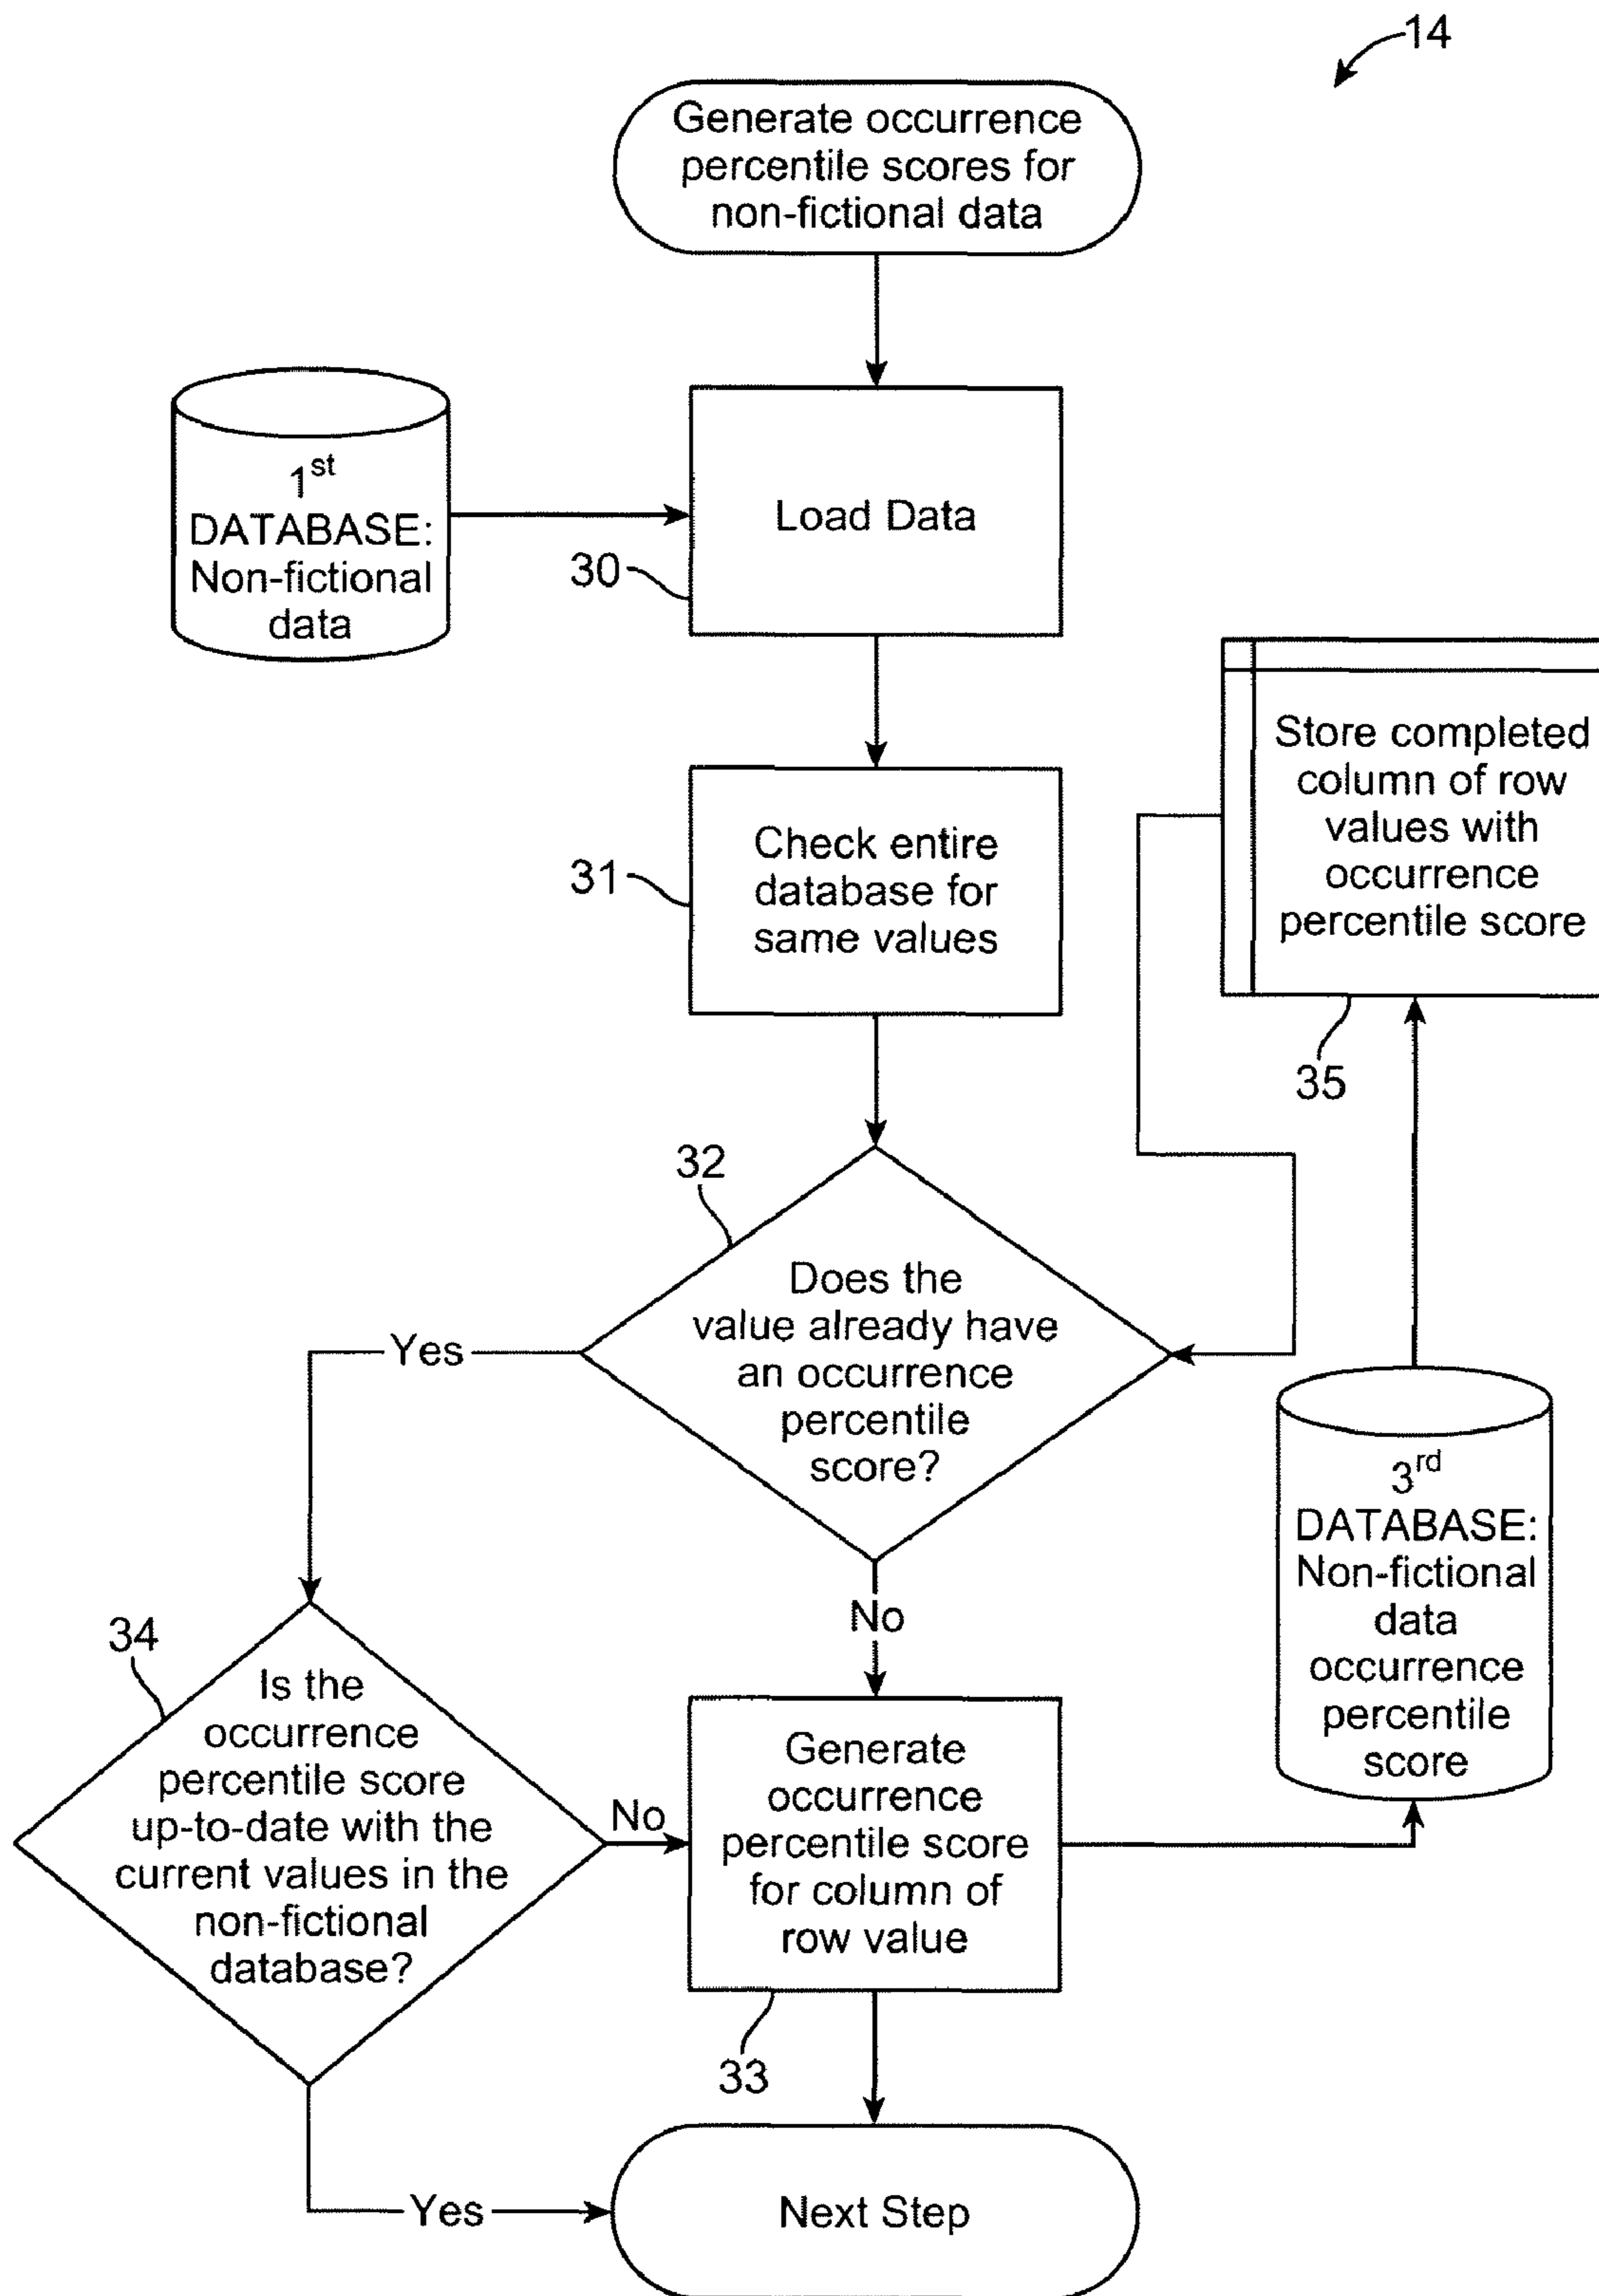 14
Generate occurrence
percentile scores for
non-fictional data
1st
DATABASE:
Non-fictional
data
Load Data
30
Check entire
database for
same values
31
Store completed
column of row
values with
occurrence
percentile score
35
32
Does the
value already have
an occurrence
percentile
score?
Yes
No
3rd
DATABASE:
Non-fictional
data
occurrence
percentile
score
34
Is the
occurrence
percentile score
up-to-date with the
current values in the
non-fictional
database?
No
Generate
occurrence
percentile score
for column of
row value
33
Yes
Next Step